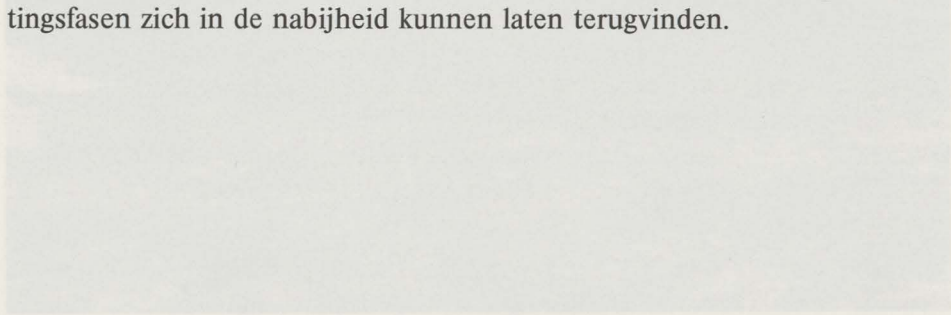 tingsfasen zich in de nabijheid kunnen laten terugvinden.